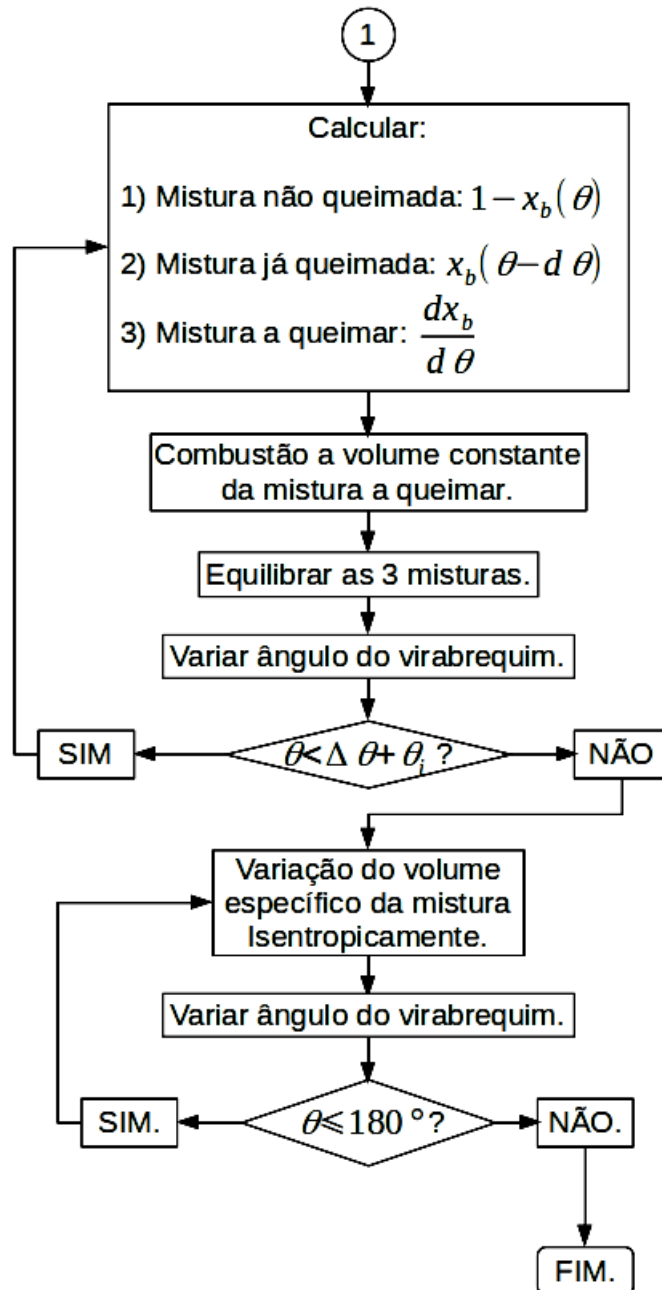 1
Calcular:
1) Mistura não queimada: 1−x_b(θ)
2) Mistura já queimada: x_b(θ−dθ)
3) Mistura a queimar: dx_b/dθ
Combustão a volume constante
da mistura a queimar.
Equilibrar as 3 misturas.
Variar ângulo do virabrequim.
SIM
θ<Δθ+θ_i?
NÃO
Variação do volume
específico da mistura
Isentropicamente.
Variar ângulo do virabrequim.
SIM.
θ⩽180°?
NÃO.
FIM.